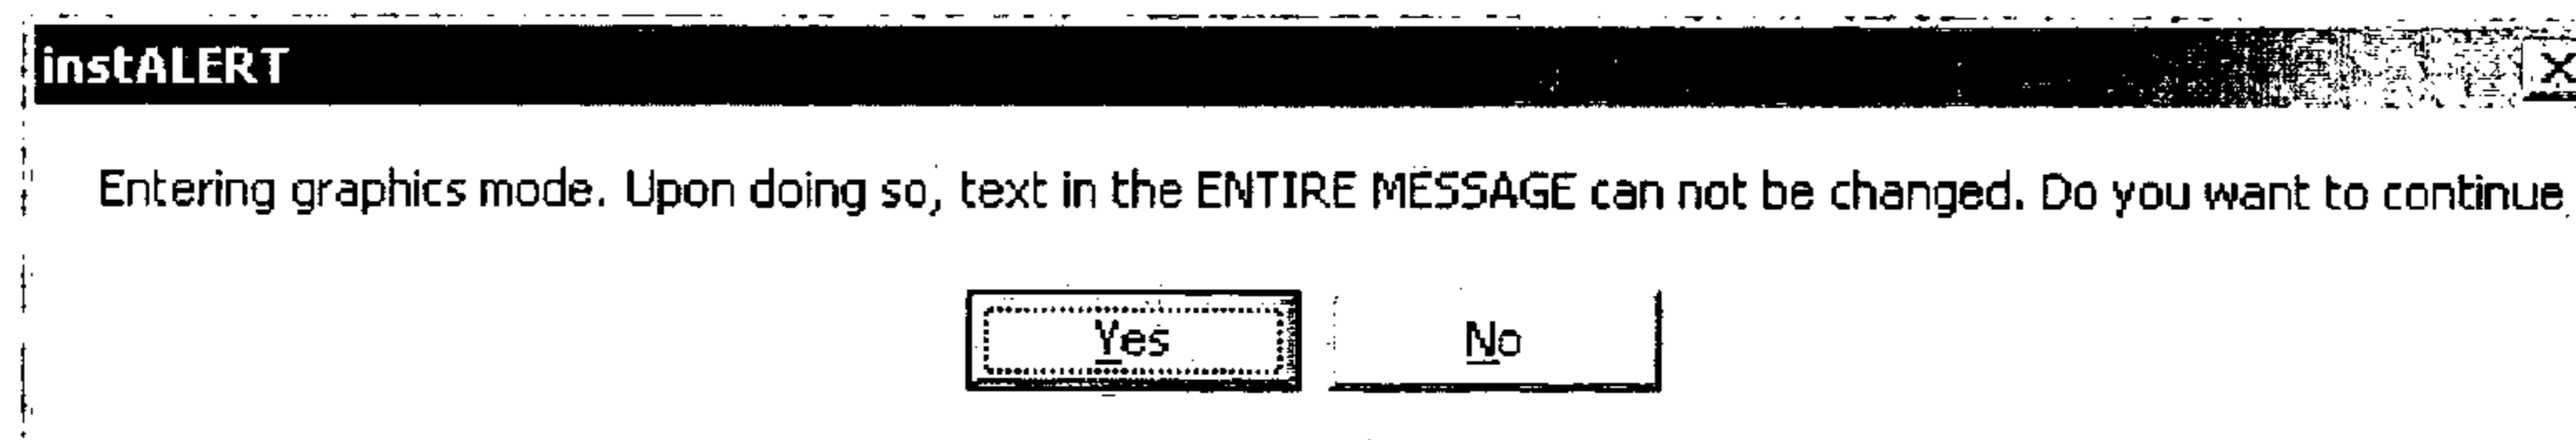 instALERT
Entering graphics mode. Upon doing so, text in the ENTIRE MESSAGE can not be changed. Do you want to continue
Yes
No